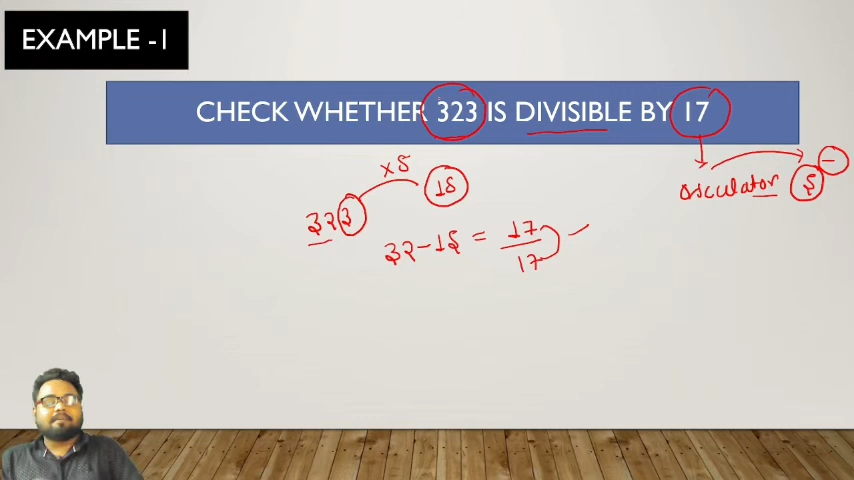 EXAMPLE -1
CHECK WHETHER 323 IS DIVISIBLE BY 17
osculator 5 -
×5
323 15
32-15 = 17
17